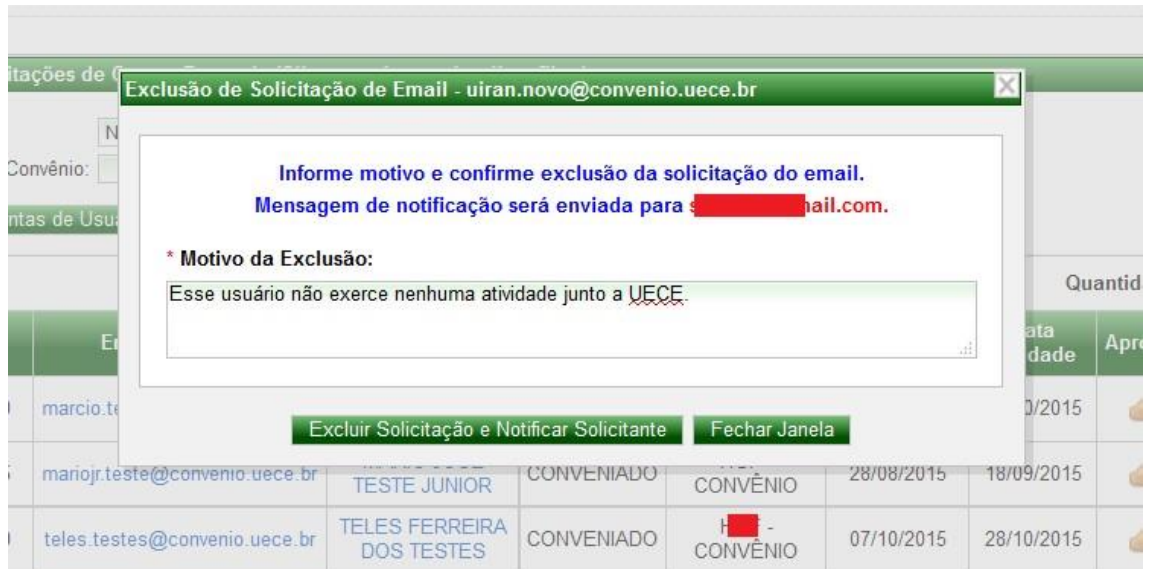 itações de
Exclusão de Solicitação de Email - uiran.novo@convenio.uece.br
N
Convênio:
Informe motivo e confirme exclusão da solicitação do email.
Mensagem de notificação será enviada para s ail.com.
ntas de Usu
* Motivo da Exclusão:
Esse usuário não exerce nenhuma atividade junto a UECE.
Quantid
ata
dade
Apr
marcio.te
0/2015
Excluir Solicitação e Notificar Solicitante
Fechar Janela
mariojr.teste@convenio.uece.br
TESTE JUNIOR
CONVENIADO
CONVÊNIO
28/08/2015
18/09/2015
teles.testes@convenio.uece.br
TELES FERREIRA
DOS TESTES
CONVENIADO
H -
CONVÊNIO
07/10/2015
28/10/2015